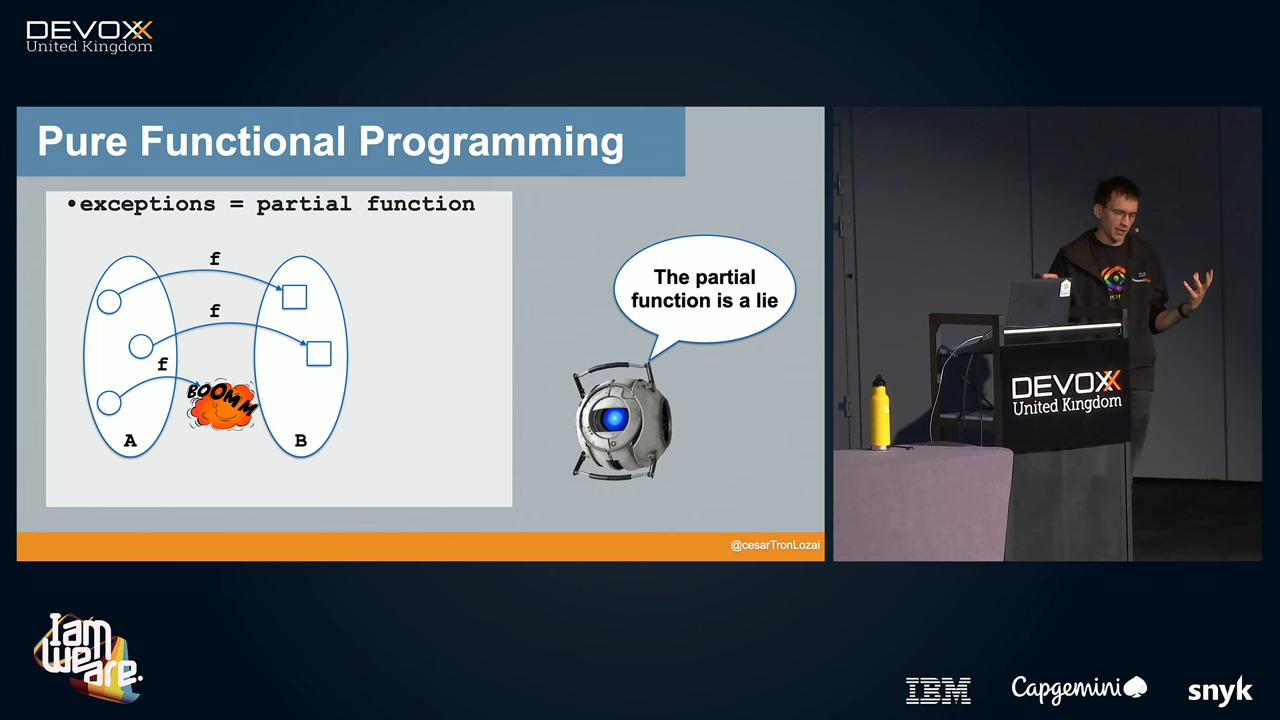 DEVOXX
United Kingdom
Pure Functional Programming
•exceptions = partial function
f
f
f
BOOMM
A
B
The partial
function is a lie
@cesarTronLozai
DEVOXX
United Kingdom
I am
we
are.
IBM
Capgemini
snyk